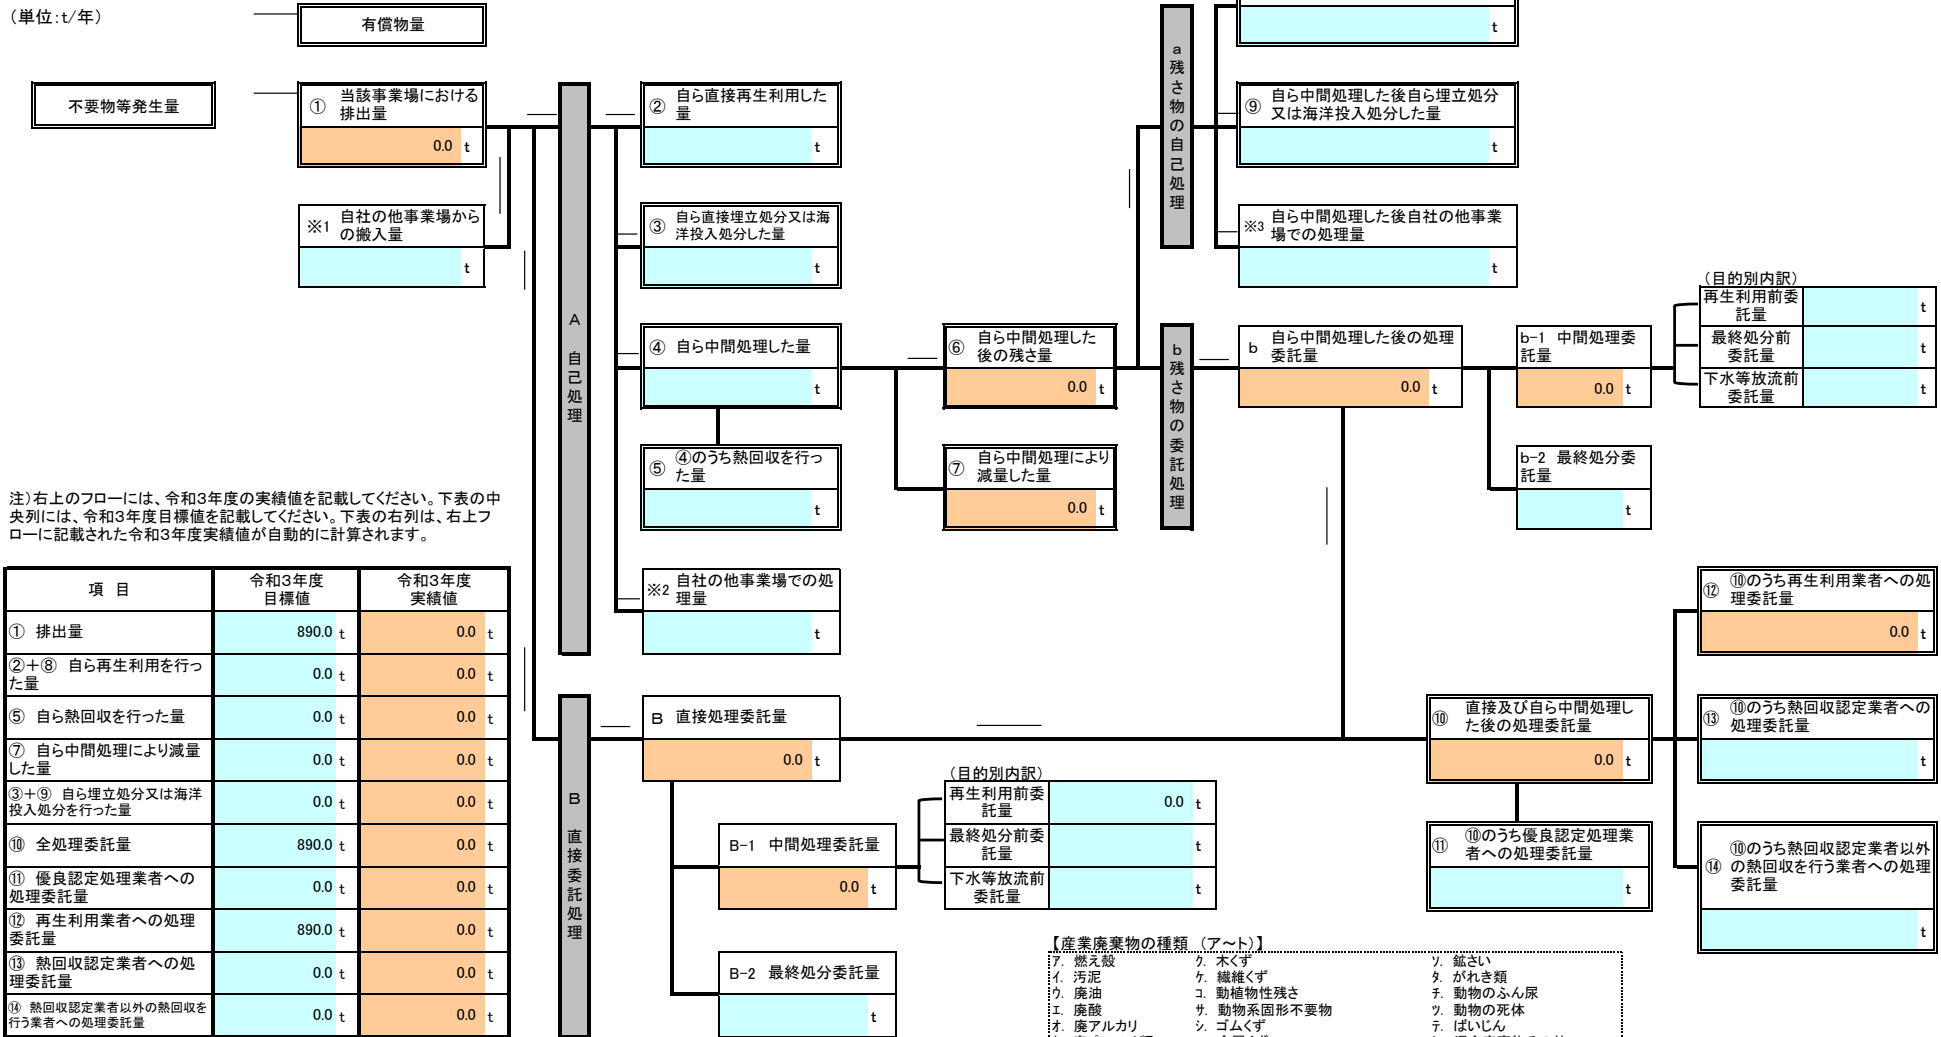 (単位:t/年)
有償物量
不要物等発生量
① 当該事業場における
排出量
0.0 t
※1 自社の他事業場から
の搬入量
t
A 自己処理
② 自ら直接再生利用した
量
t
③ 自ら直接埋立処分又は海
洋投入処分した量
t
④ 自ら中間処理した量
t
⑤ ④のうち熱回収を行っ
た量
t
※2 自社の他事業場での処
理量
t
⑥ 自ら中間処理した
後の残さ量
0.0 t
⑦ 自ら中間処理により
減量した量
0.0 t
a残さ物の自己処理
t
⑨ 自ら中間処理した後自ら埋立処分
又は海洋投入処分した量
t
※3 自ら中間処理した後自社の他事業
場での処理量
t
b残さ物の委託処理
b 自ら中間処理した後の処理
委託量
0.0 t
b-1 中間処理委
託量
0.0 t
b-2 最終処分委
託量
t
(目的別内訳)
再生利用前委
託量
t
最終処分前
委託量
t
下水等放流前
委託量
t
注)右上のフローには、令和3年度の実績値を記載してください。下表の中
央列には、令和3年度目標値を記載してください。下表の右列は、右上フ
ローに記載された令和3年度実績値が自動的に計算されます。
項 目 令和3年度 目標値 令和3年度 実績値
① 排出量 890.0 t 0.0 t
②+⑧ 自ら再生利用を行っ
た量 0.0 t 0.0 t
⑤ 自ら熱回収を行った量 0.0 t 0.0 t
⑦ 自ら中間処理により減量
した量 0.0 t 0.0 t
③+⑨ 自ら埋立処分又は海洋
投入処分を行った量 0.0 t 0.0 t
⑩ 全処理委託量 890.0 t 0.0 t
⑪ 優良認定処理業者への
処理委託量 0.0 t 0.0 t
⑫ 再生利用業者への処理
委託量 890.0 t 0.0 t
⑬ 熱回収認定業者への処
理委託量 0.0 t 0.0 t
⑭ 熱回収認定業者以外の熱回収を
行う業者への処理委託量 0.0 t 0.0 t
B 直接委託処理
B 直接処理委託量
0.0 t
B-1 中間処理委託量
0.0 t
B-2 最終処分委託量
t
(目的別内訳)
再生利用前委
託量
0.0 t
最終処分前委
託量
t
下水等放流前
委託量
t
⑩ 直接及び自ら中間処理し
た後の処理委託量
0.0 t
⑪ ⑩のうち優良認定処理業
者への処理委託量
t
⑫ ⑩のうち再生利用業者への処
理委託量
0.0 t
⑬ ⑩のうち熱回収認定業者への
処理委託量
t
⑭ ⑩のうち熱回収認定業者以外
の熱回収を行う業者への処理
委託量
t
【産業廃棄物の種類 (ア~ト)】
ア. 燃え殻 ク. 木くず ソ. 鉱さい
イ. 汚泥 ケ. 繊維くず タ. がれき類
ウ. 廃油 コ. 動植物性残さ チ. 動物のふん尿
エ. 廃酸 サ. 動物系固形不要物 ツ. 動物の死体
オ. 廃アルカリ シ. ゴムくず テ. ばいじん